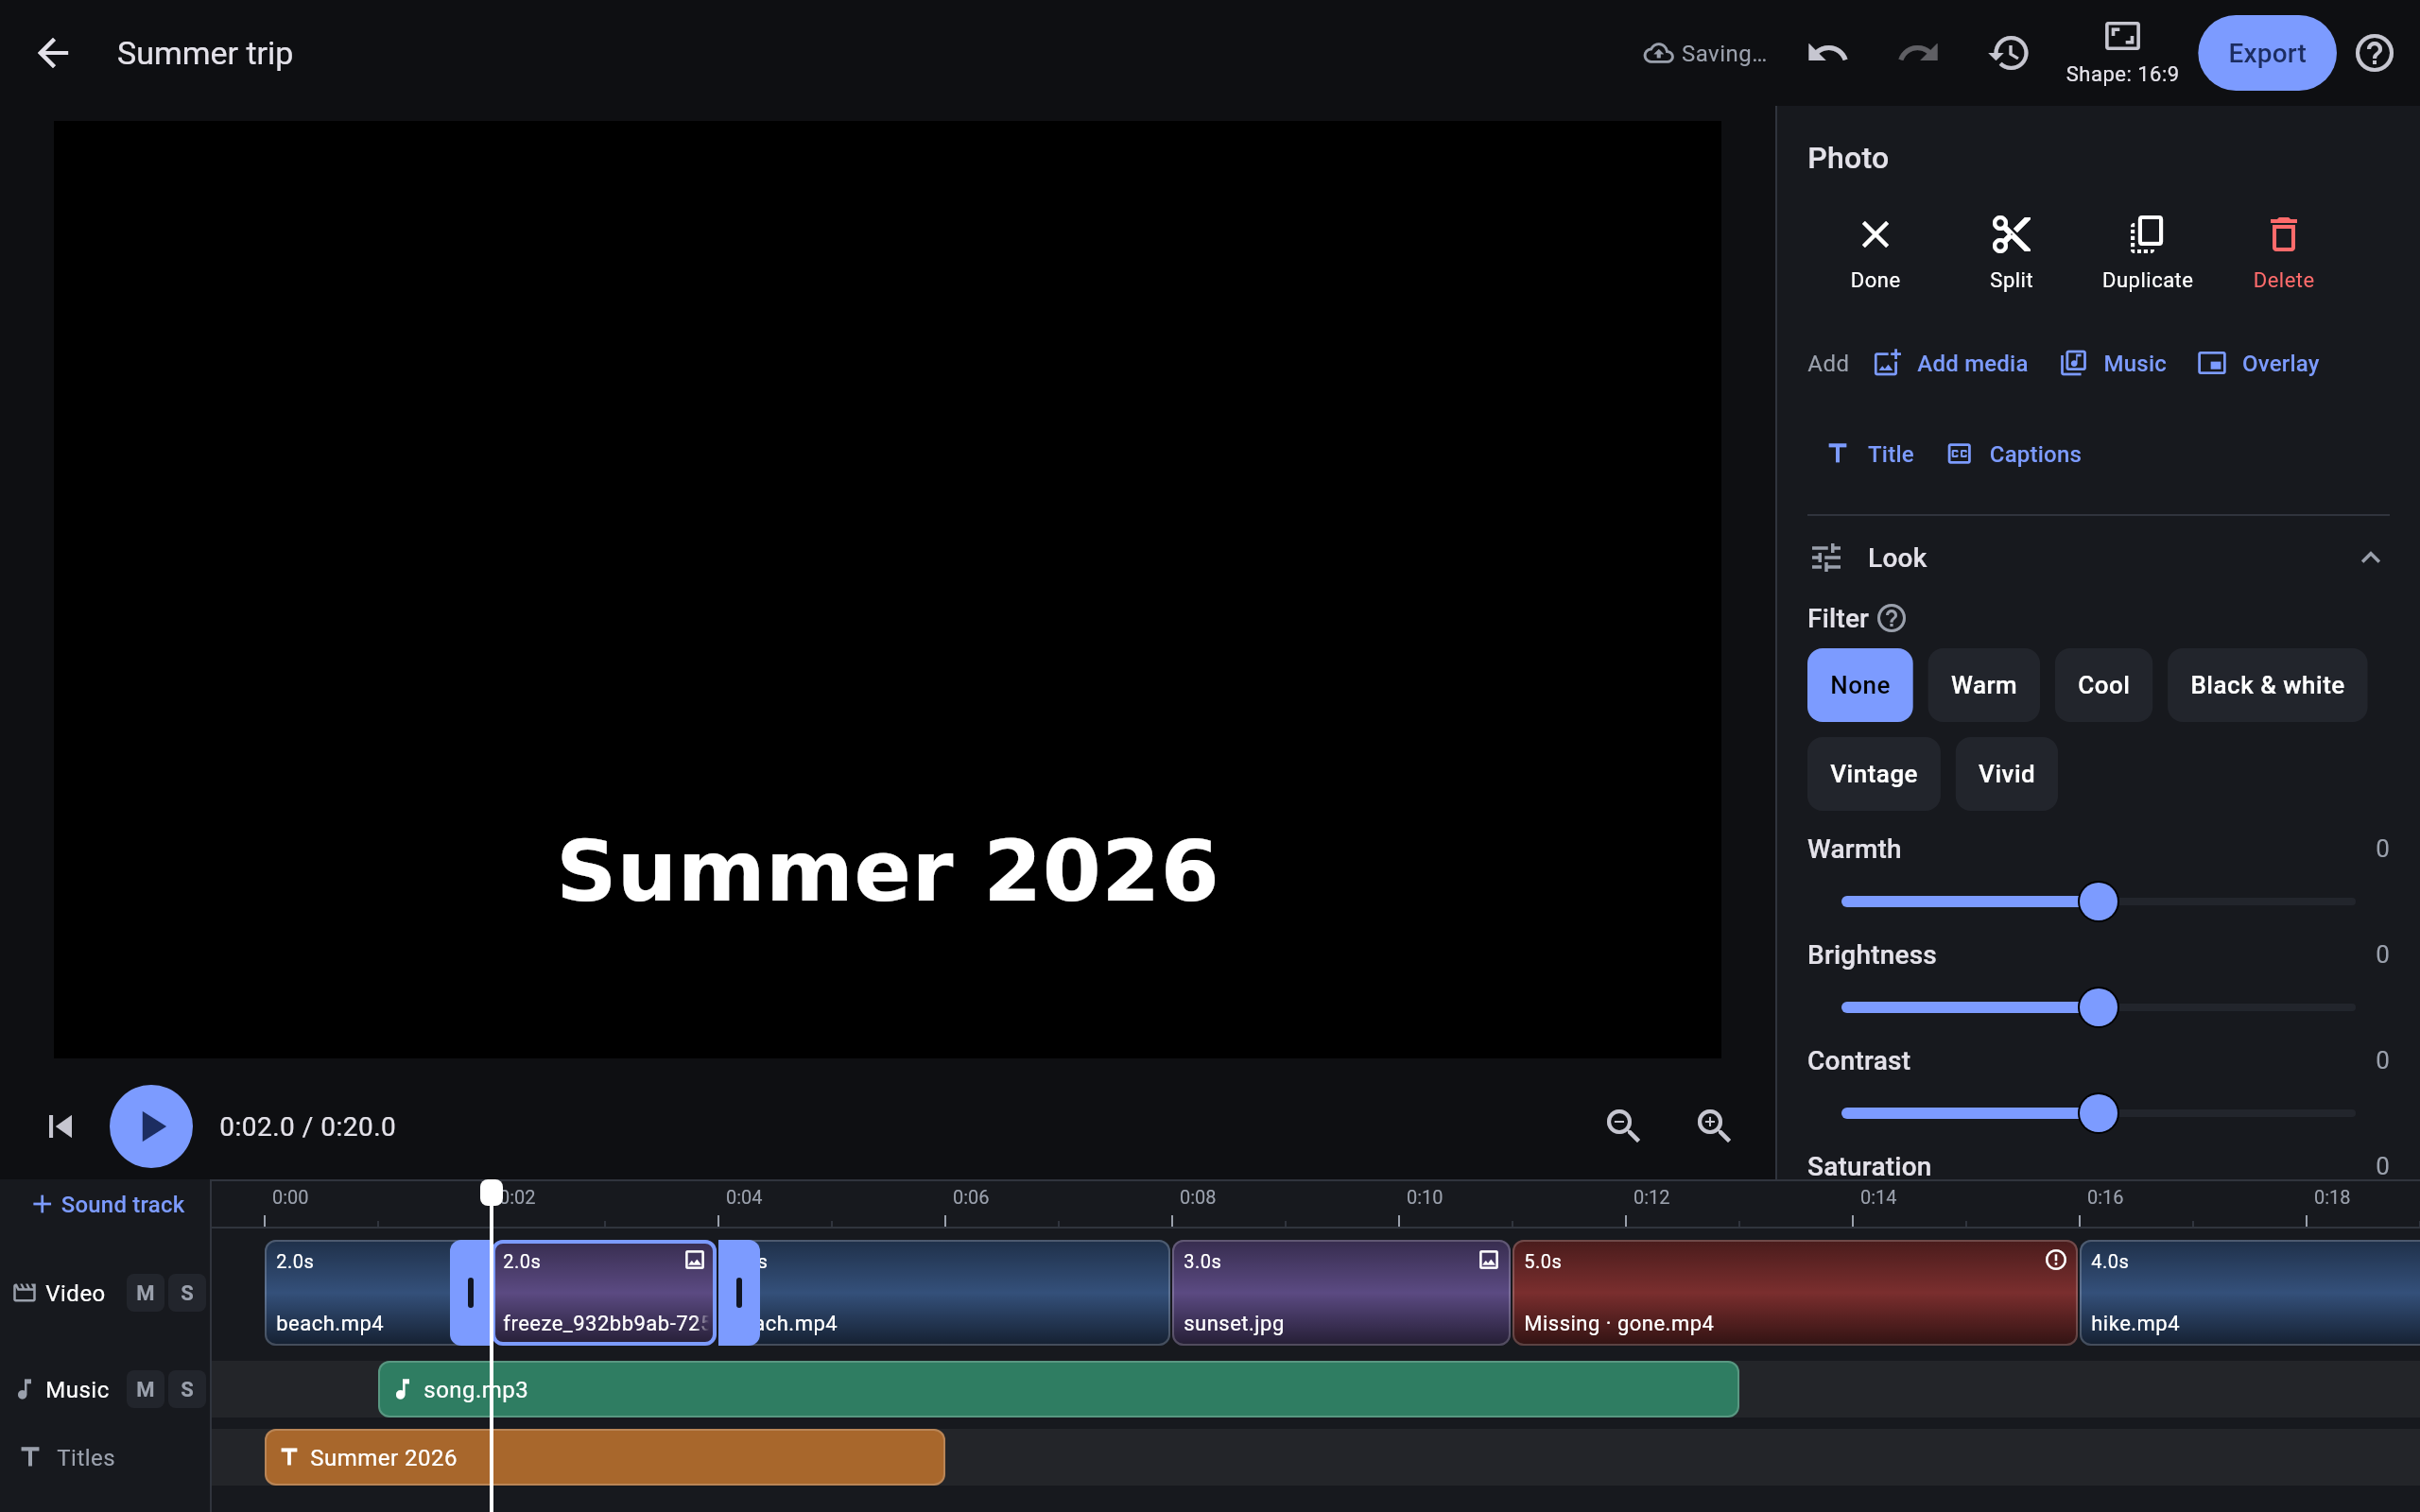 Summer trip
Saving...
Shape: 16:9
Export
Photo
Done
Split
Duplicate
Delete
Add
Add media
Music
Overlay
Title
Captions
Look
Filter
None
Warm
Cool
Black & white
Vintage
Vivid
Warmth
0
Brightness
0
Contrast
0
Saturation
0
Summer 2026
0:02.0 / 0:20.0
+ Sound track
0:00
0:02
0:04
0:06
0:08
0:10
0:12
0:14
0:16
0:18
Video
M
S
2.0s
beach.mp4
2.0s
freeze_932bb9ab-72
s
ach.mp4
3.0s
sunset.jpg
5.0s
Missing · gone.mp4
4.0s
hike.mp4
Music
M
S
song.mp3
Titles
Summer 2026